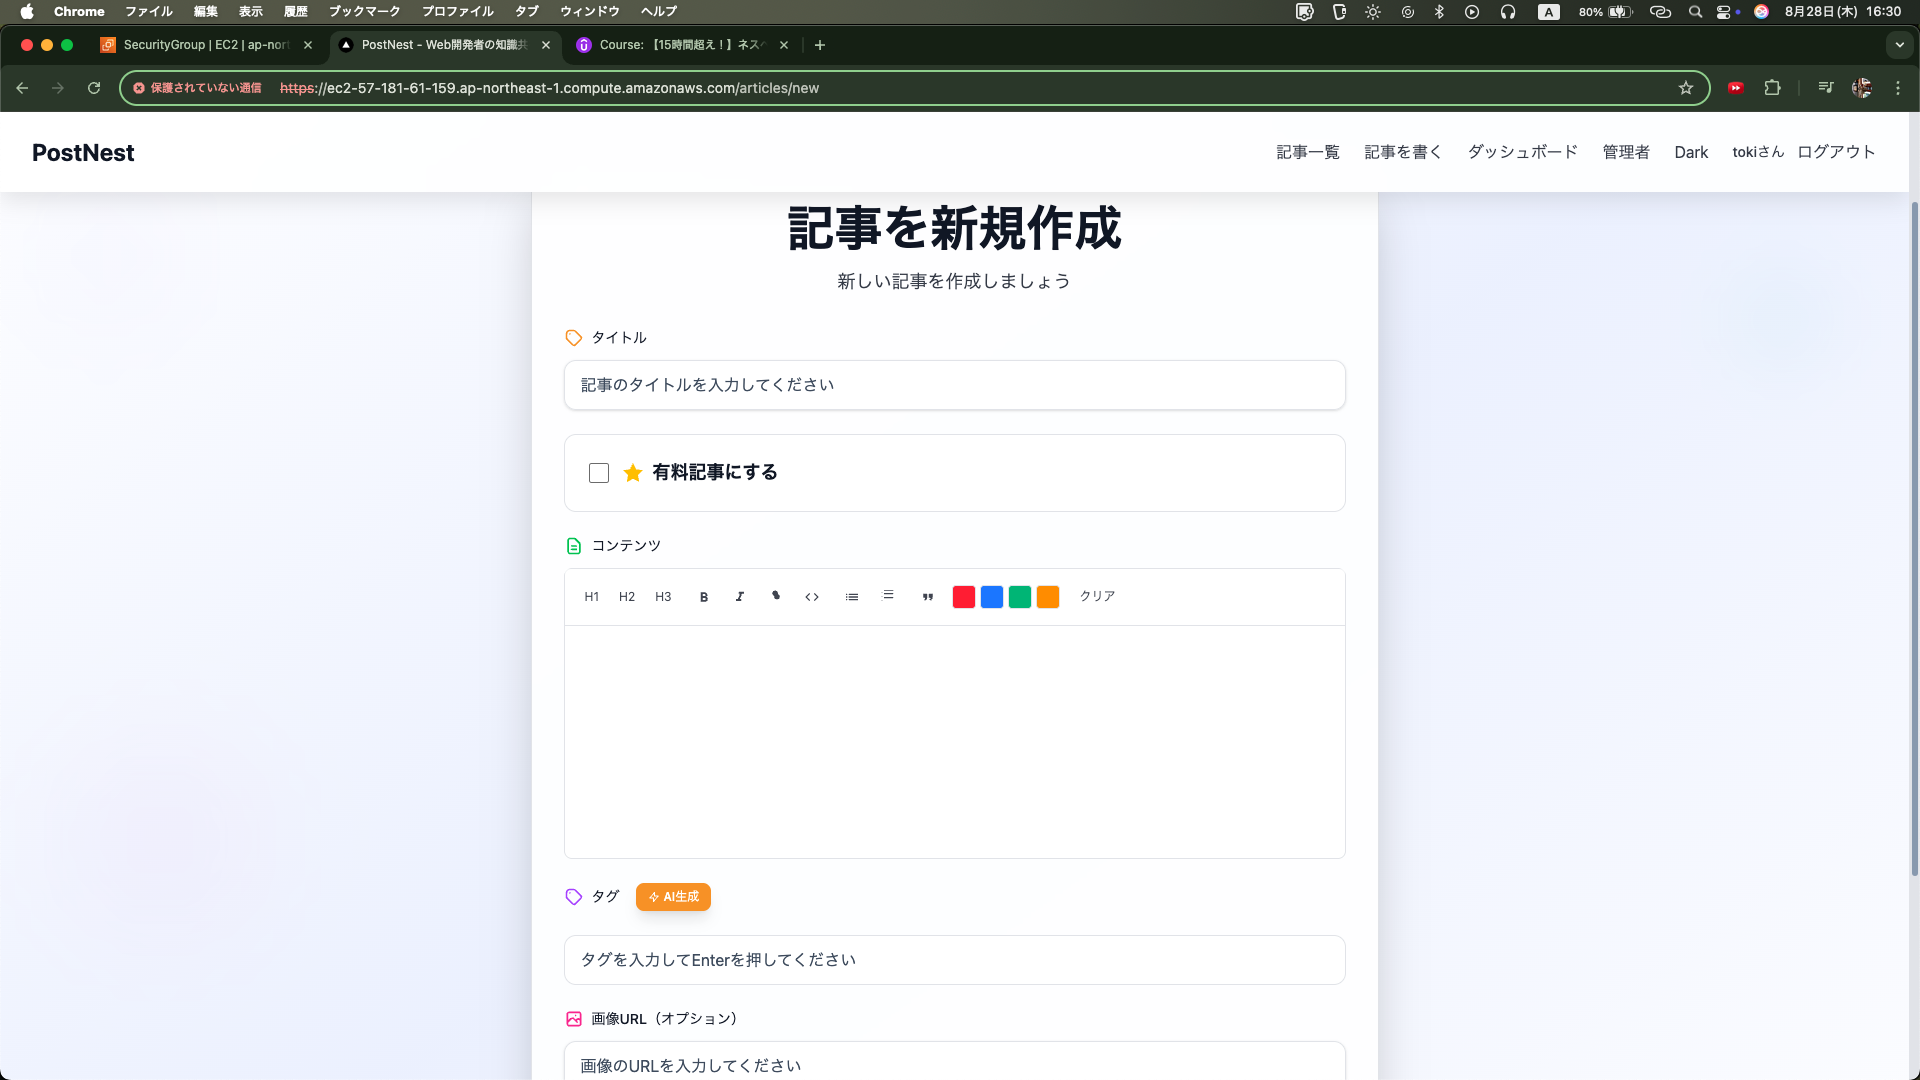 Chrome ファイル 編集 表示 履歴 ブックマーク プロファイル タブ ウィンドウ ヘルプ A 80% 8月28日(木) 16:30
SecurityGroup | EC2 | ap-nort PostNest - Web開発者の知識共 Course: 【15時間超え！】ネスペ
保護されていない通信 https://ec2-57-181-61-159.ap-northeast-1.compute.amazonaws.com/articles/new
PostNest 記事一覧 記事を書く ダッシュボード 管理者 Dark tokiさん ログアウト
記事を新規作成
新しい記事を作成しましょう
タイトル
記事のタイトルを入力してください
有料記事にする
コンテンツ
H1 H2 H3 B I <> クリア
タグ AI生成
タグを入力してEnterを押してください
画像URL（オプション）
画像のURLを入力してください